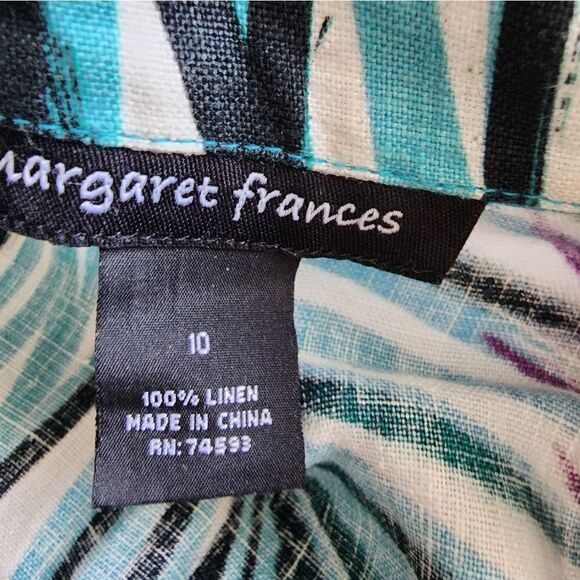 margaret frances
10
100% LINEN
MADE IN CHINA
RN: 74593